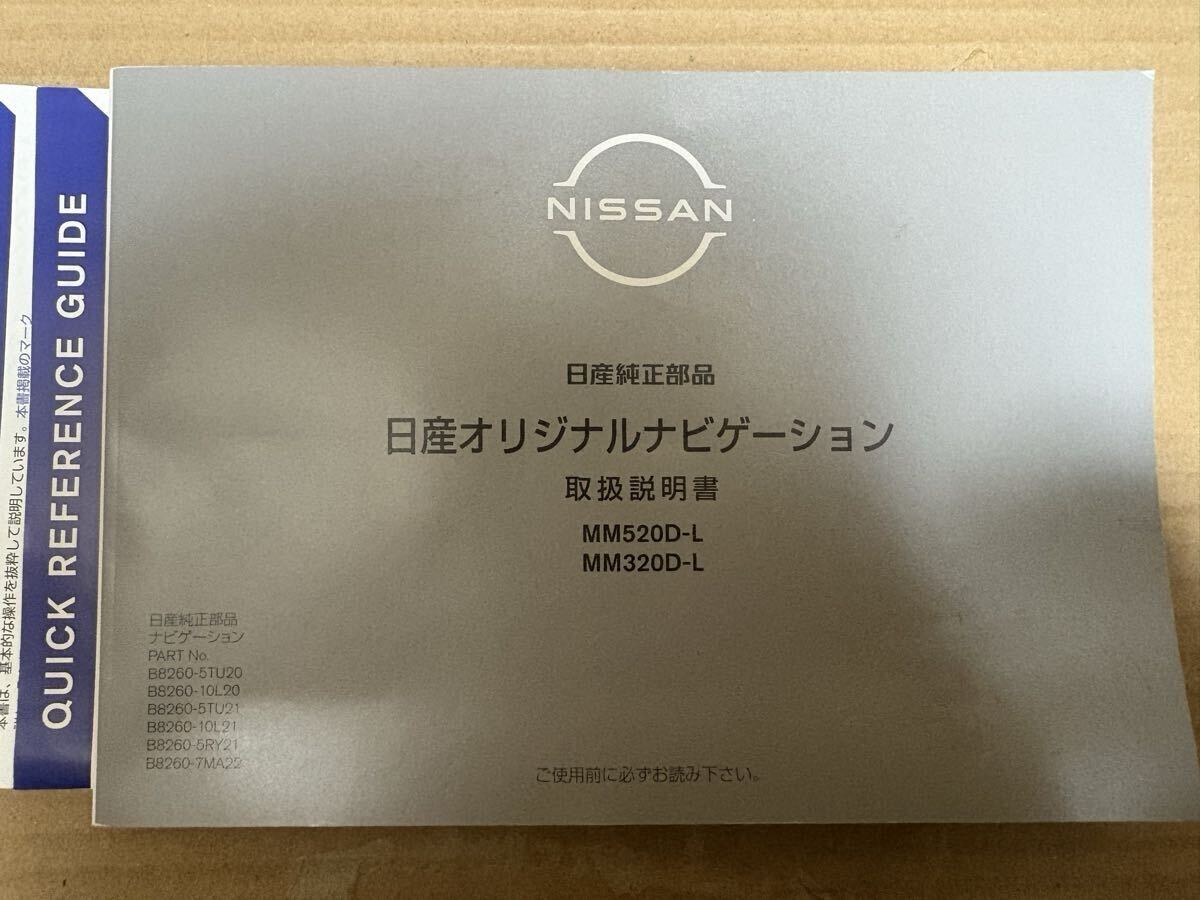 QUICK REFERENCE GUIDE
本書は、基本的な操作を抜粋して説明しています。本書掲載のマーク
NISSAN
日産純正部品
日産オリジナルナビゲーション
取扱説明書
MM520D-L
MM320D-L
日産純正部品
ナビゲーション
PART No.
B8260-5TU20
B8260-10L20
B8260-5TU21
B8260-10L21
B8260-5RY21
B8260-7MA22
ご使用前に必ずお読み下さい。